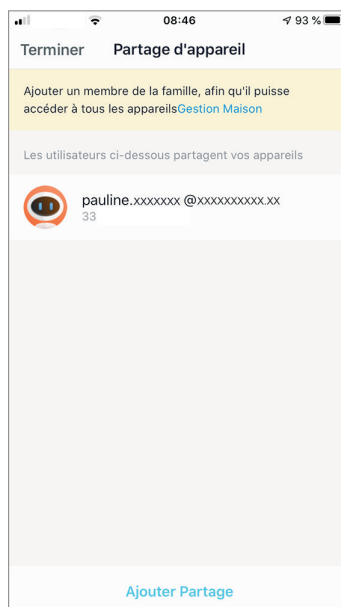 08:46
93 %
Terminer Partage d'appareil
Ajouter un membre de la famille, afin qu'il puisse
accéder à tous les appareilsGestion Maison
Les utilisateurs ci-dessous partagent vos appareils
pauline.xxxxxxx @xxxxxxxxxx.xx
33
Ajouter Partage